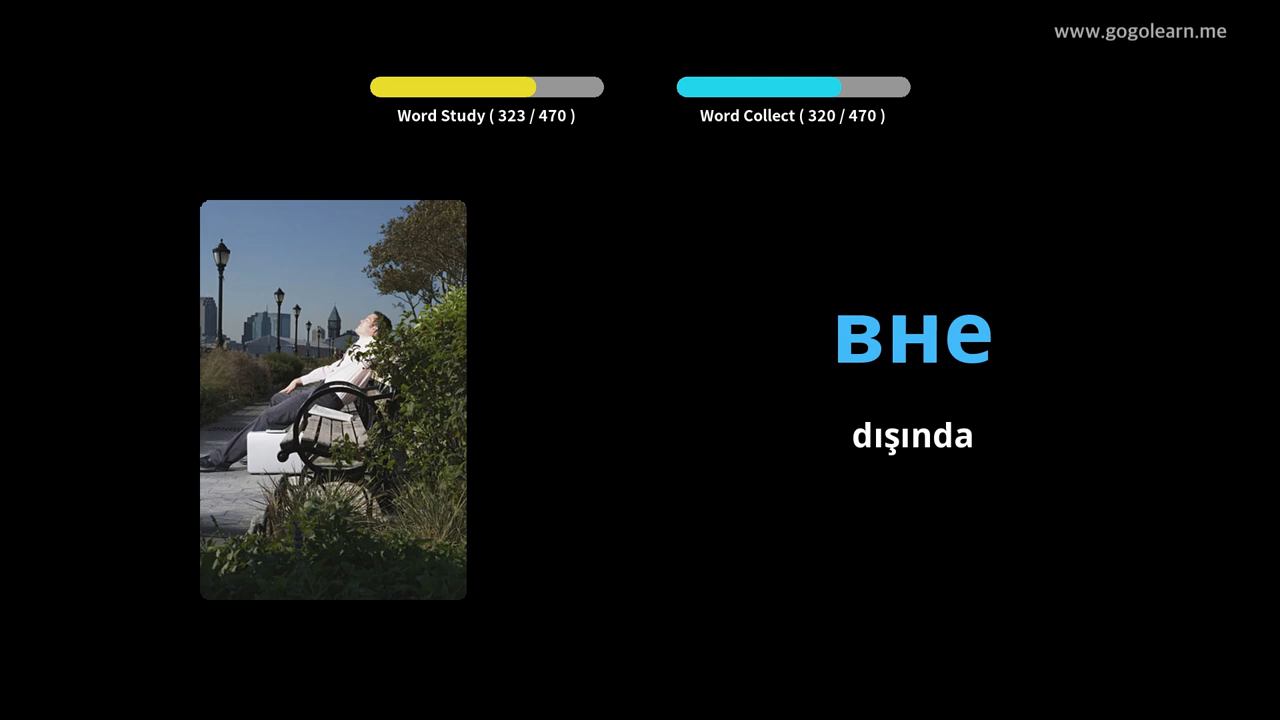 www.gogolearn.me
Word Study ( 323 / 470 )
Word Collect ( 320 / 470 )
вне
dışında